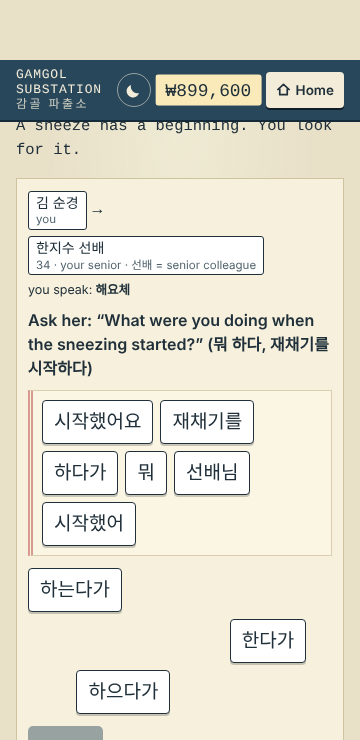 GAMGOL
SUBSTATION
감골 파출소
₩899,600
Home
A sneeze has a beginning. You look
for it.
김 순경
you
→
한지수 선배
34 · your senior · 선배 = senior colleague
you speak: 해요체
Ask her: “What were you doing when
the sneezing started?” (뭐 하다, 재채기를
시작하다)
시작했어요 재채기를
하다가 뭐 선배님
시작했어
하는다가
한다가
하으다가